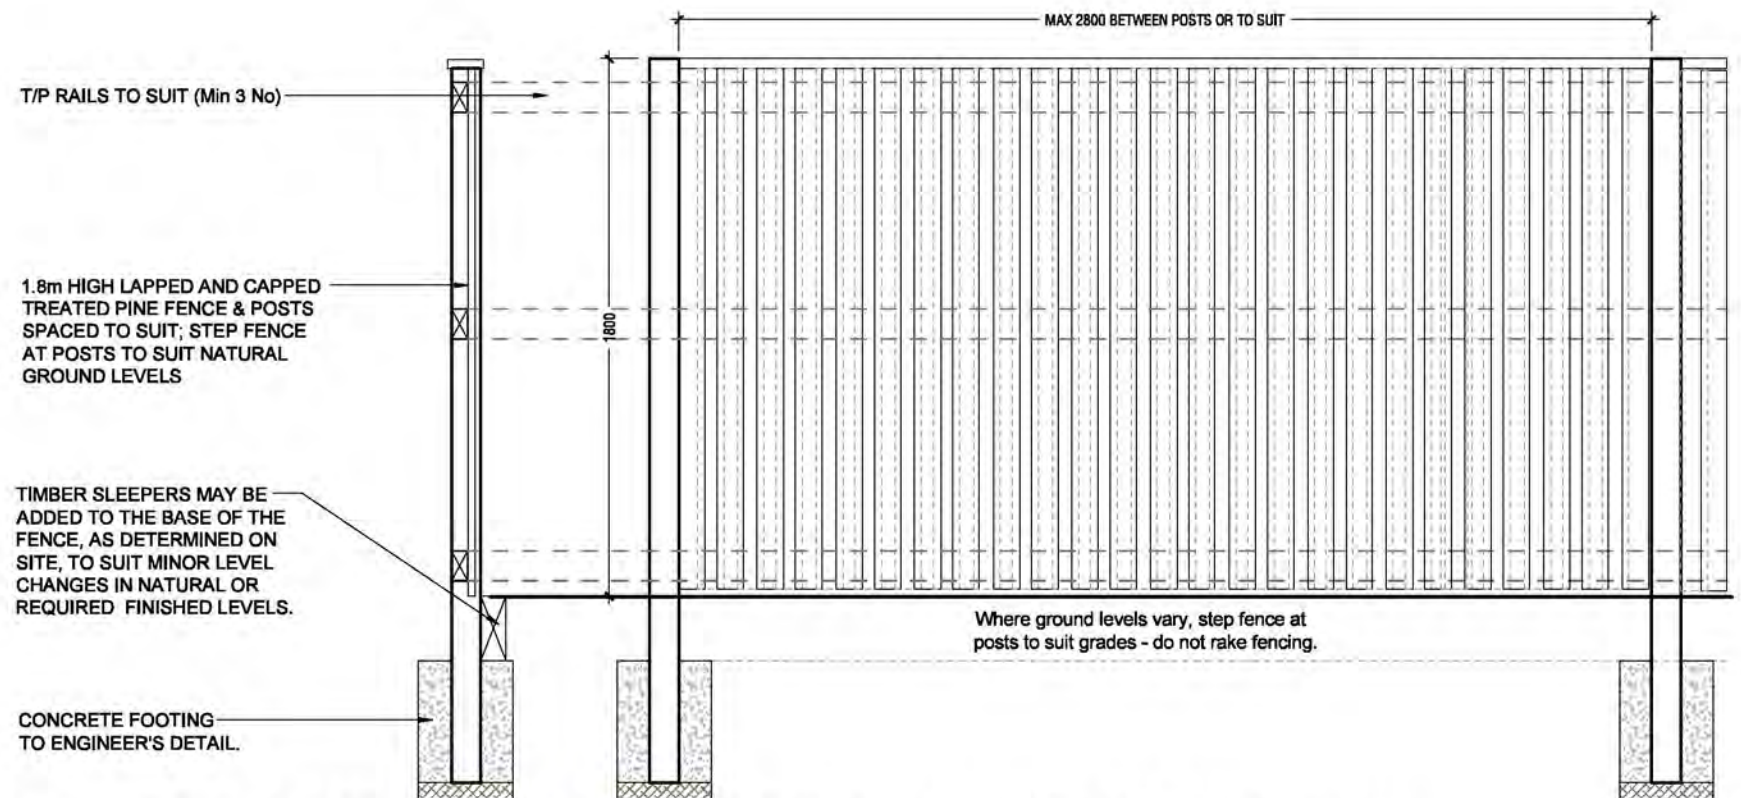 MAX 2800 BETWEEN POSTS OR TO SUIT
T/P RAILS TO SUIT (Min 3 No)
1.8m HIGH LAPPED AND CAPPED
TREATED PINE FENCE & POSTS
SPACED TO SUIT; STEP FENCE
AT POSTS TO SUIT NATURAL
GROUND LEVELS
1800
TIMBER SLEEPERS MAY BE
ADDED TO THE BASE OF THE
FENCE, AS DETERMINED ON
SITE, TO SUIT MINOR LEVEL
CHANGES IN NATURAL OR
REQUIRED FINISHED LEVELS.
Where ground levels vary, step fence at
posts to suit grades - do not rake fencing.
CONCRETE FOOTING
TO ENGINEER'S DETAIL.